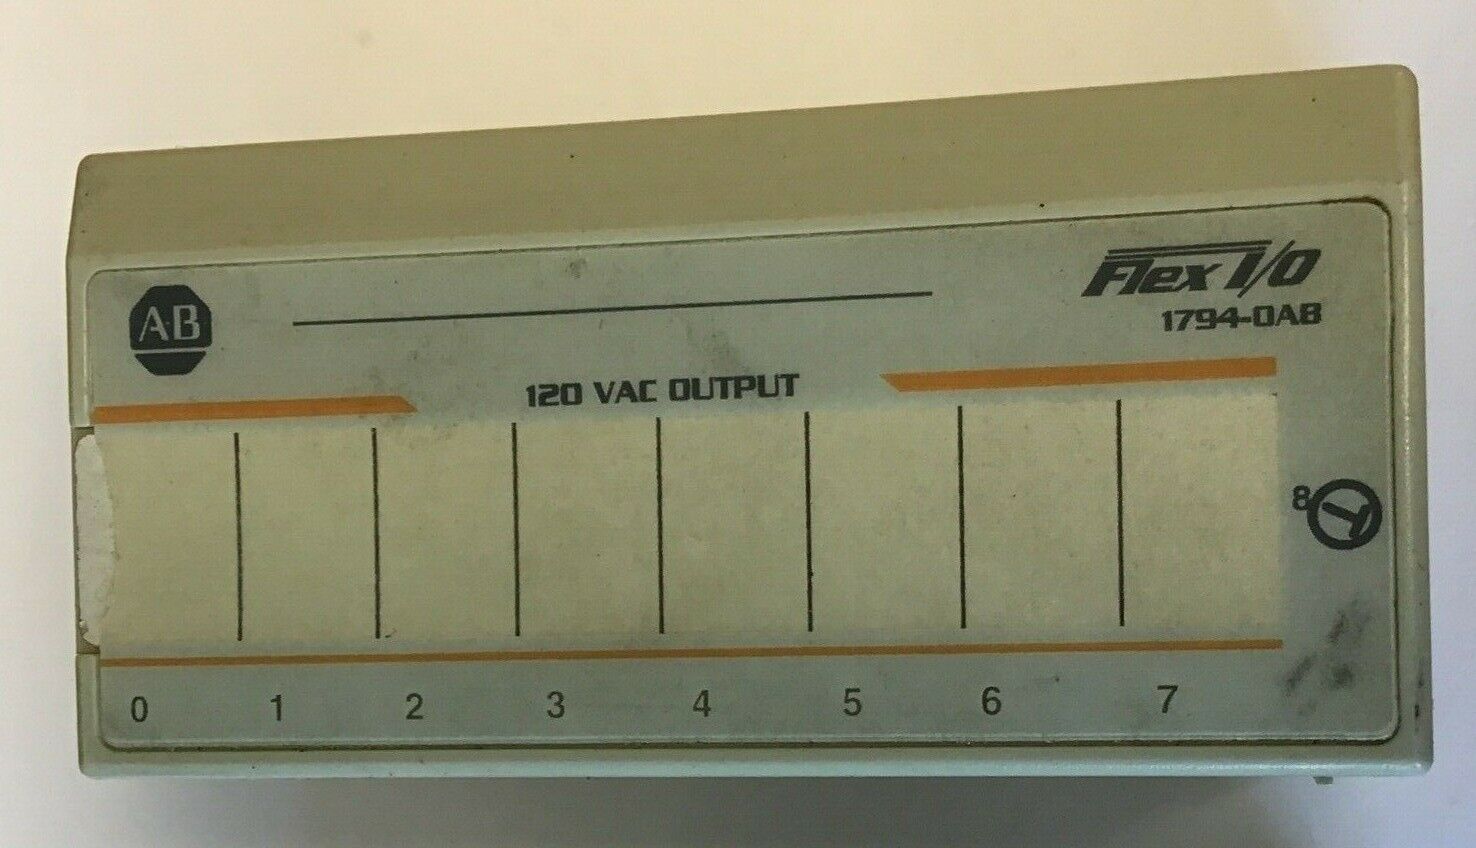 AB
Flex I/O
1794-OA8
120 VAC OUTPUT
8
0 1 2 3 4 5 6 7